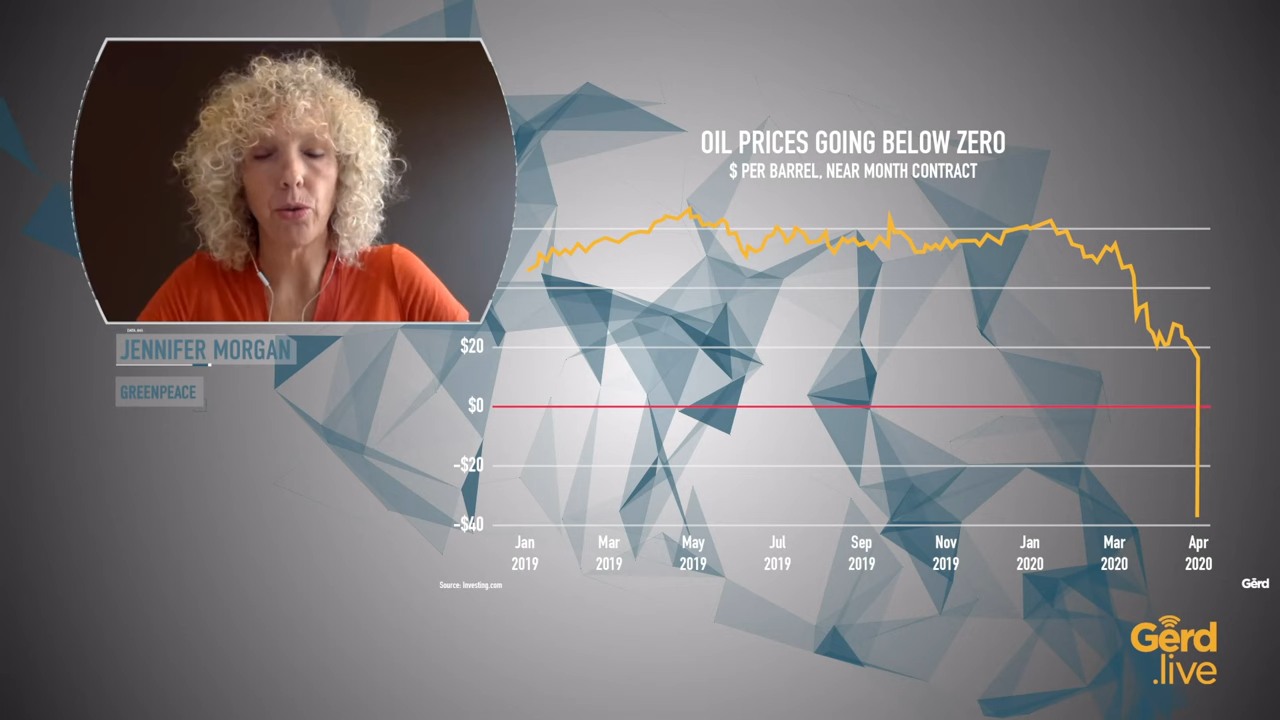 OIL PRICES GOING BELOW ZERO
$ PER BARREL, NEAR MONTH CONTRACT
JENNIFER MORGAN
GREENPEACE
$20
$0
-$20
-$40
Jan Mar May Jul Sep Nov Jan Mar Apr
2019 2019 2019 2019 2019 2019 2020 2020 2020
Source: Investing.com
Gerd
Gerd
.live